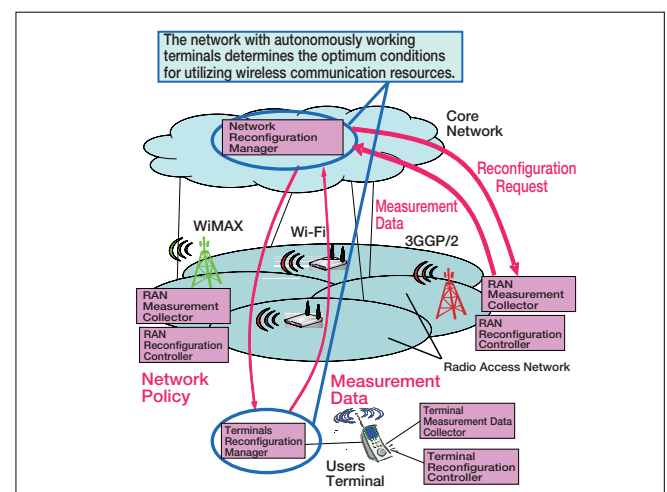 The network with autonomously working
terminals determines the optimum conditions
for utilizing wireless communication resources.
Network
Reconfiguration
Manager
Core
Network
Reconfiguration
Request
Measurement
Data
WiMAX
Wi-Fi
3GGP/2
RAN
Measurement
Collector
RAN
Reconfiguration
Controller
RAN
Measurement
Collector
RAN
Reconfiguration
Controller
Radio Access Network
Network
Policy
Measurement
Data
Terminals
Reconfiguration
Manager
Users
Terminal
Terminal
Measurement Data
Collector
Terminal
Reconfiguration
Controller